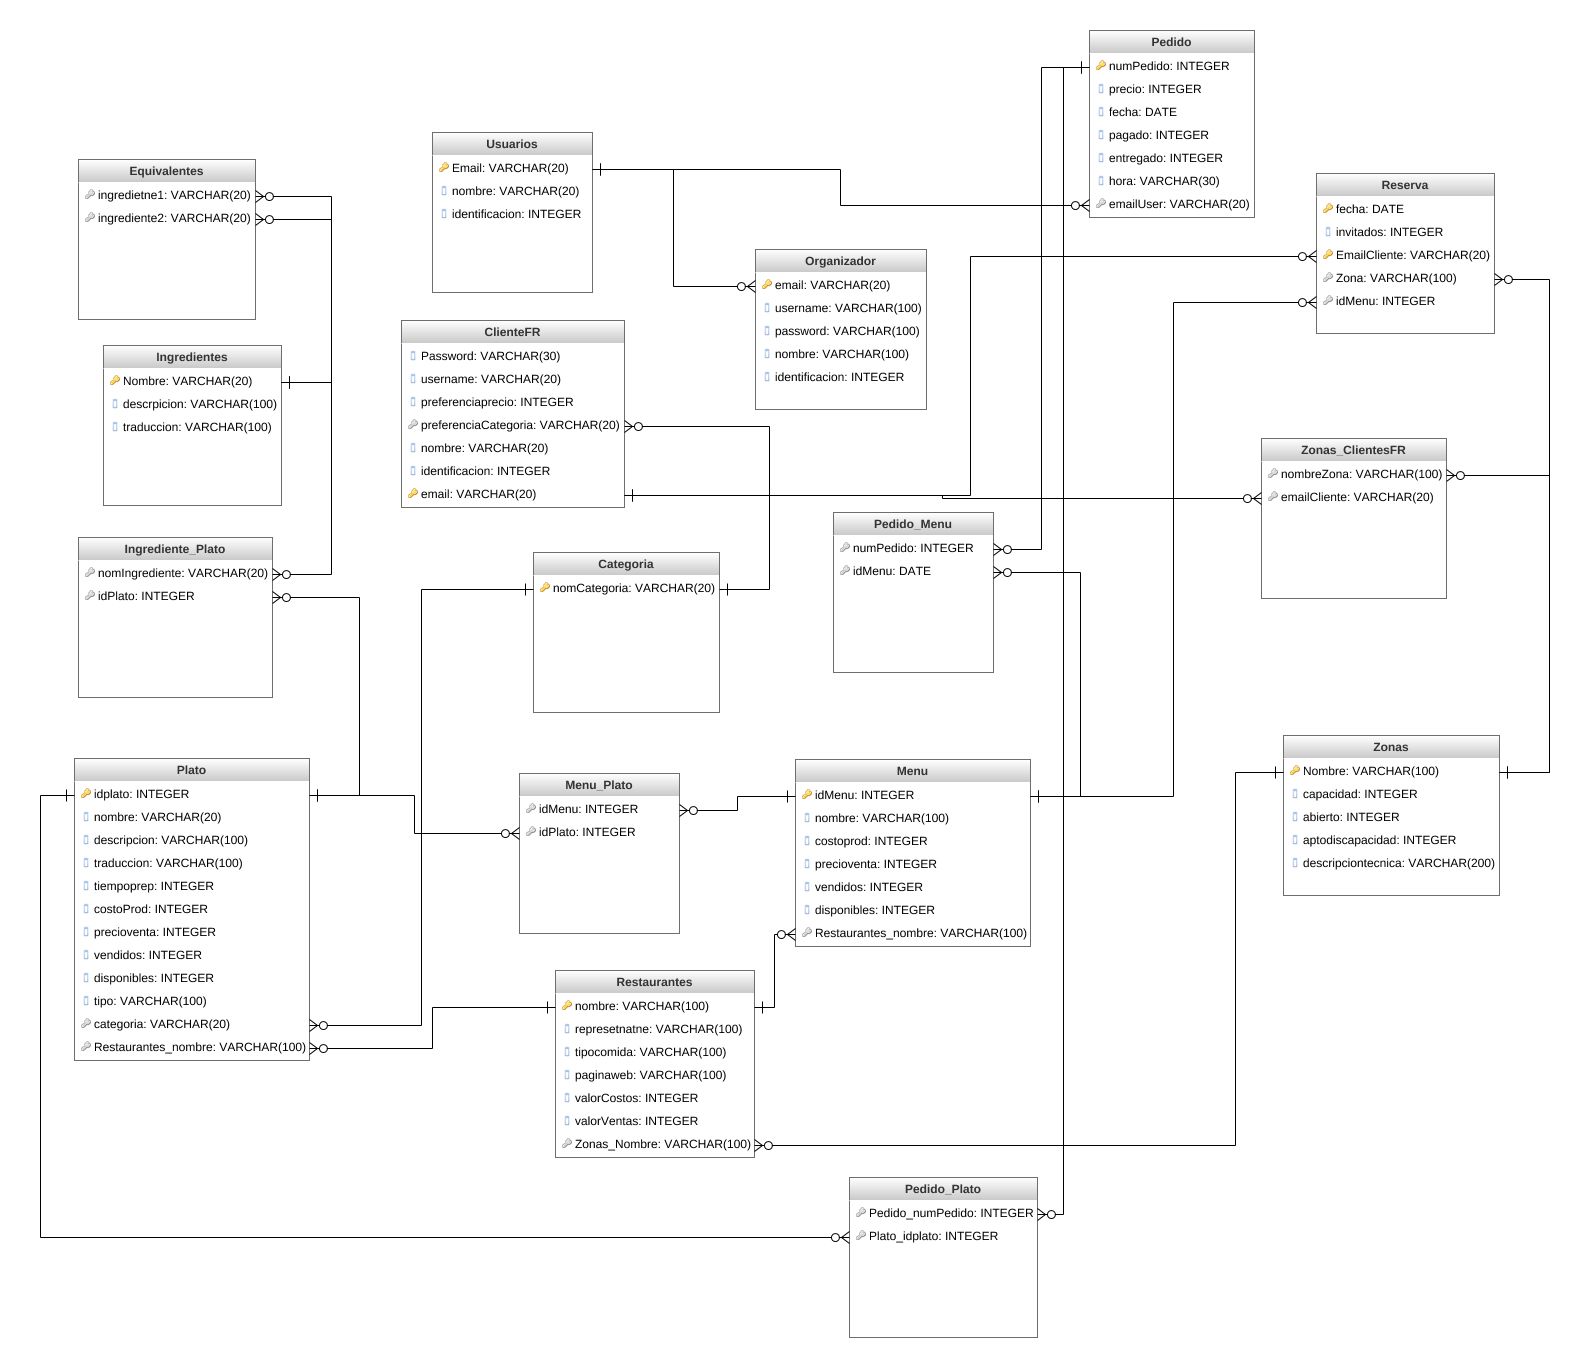 Pedido
numPedido: INTEGER
precio: INTEGER
fecha: DATE
pagado: INTEGER
entregado: INTEGER
hora: VARCHAR(30)
emailUser: VARCHAR(20)
Usuarios
Email: VARCHAR(20)
nombre: VARCHAR(20)
identificacion: INTEGER
Equivalentes
ingredietne1: VARCHAR(20)
ingrediente2: VARCHAR(20)
Reserva
fecha: DATE
invitados: INTEGER
EmailCliente: VARCHAR(20)
Zona: VARCHAR(100)
idMenu: INTEGER
Organizador
email: VARCHAR(20)
username: VARCHAR(100)
password: VARCHAR(100)
nombre: VARCHAR(100)
identificacion: INTEGER
ClienteFR
Password: VARCHAR(30)
username: VARCHAR(20)
preferenciaprecio: INTEGER
preferenciaCategoria: VARCHAR(20)
nombre: VARCHAR(20)
identificacion: INTEGER
email: VARCHAR(20)
Ingredientes
Nombre: VARCHAR(20)
descrpicion: VARCHAR(100)
traduccion: VARCHAR(100)
Zonas_ClientesFR
nombreZona: VARCHAR(100)
emailCliente: VARCHAR(20)
Pedido_Menu
numPedido: INTEGER
idMenu: DATE
Ingrediente_Plato
nomIngrediente: VARCHAR(20)
idPlato: INTEGER
Categoria
nomCategoria: VARCHAR(20)
Zonas
Nombre: VARCHAR(100)
capacidad: INTEGER
abierto: INTEGER
aptodiscapacidad: INTEGER
descripciontecnica: VARCHAR(200)
Plato
idplato: INTEGER
nombre: VARCHAR(20)
descripcion: VARCHAR(100)
traduccion: VARCHAR(100)
tiempoprep: INTEGER
costoProd: INTEGER
precioventa: INTEGER
vendidos: INTEGER
disponibles: INTEGER
tipo: VARCHAR(100)
categoria: VARCHAR(20)
Restaurantes_nombre: VARCHAR(100)
Menu_Plato
idMenu: INTEGER
idPlato: INTEGER
Menu
idMenu: INTEGER
nombre: VARCHAR(100)
costoprod: INTEGER
precioventa: INTEGER
vendidos: INTEGER
disponibles: INTEGER
Restaurantes_nombre: VARCHAR(100)
Restaurantes
nombre: VARCHAR(100)
represetnatne: VARCHAR(100)
tipocomida: VARCHAR(100)
paginaweb: VARCHAR(100)
valorCostos: INTEGER
valorVentas: INTEGER
Zonas_Nombre: VARCHAR(100)
Pedido_Plato
Pedido_numPedido: INTEGER
Plato_idplato: INTEGER